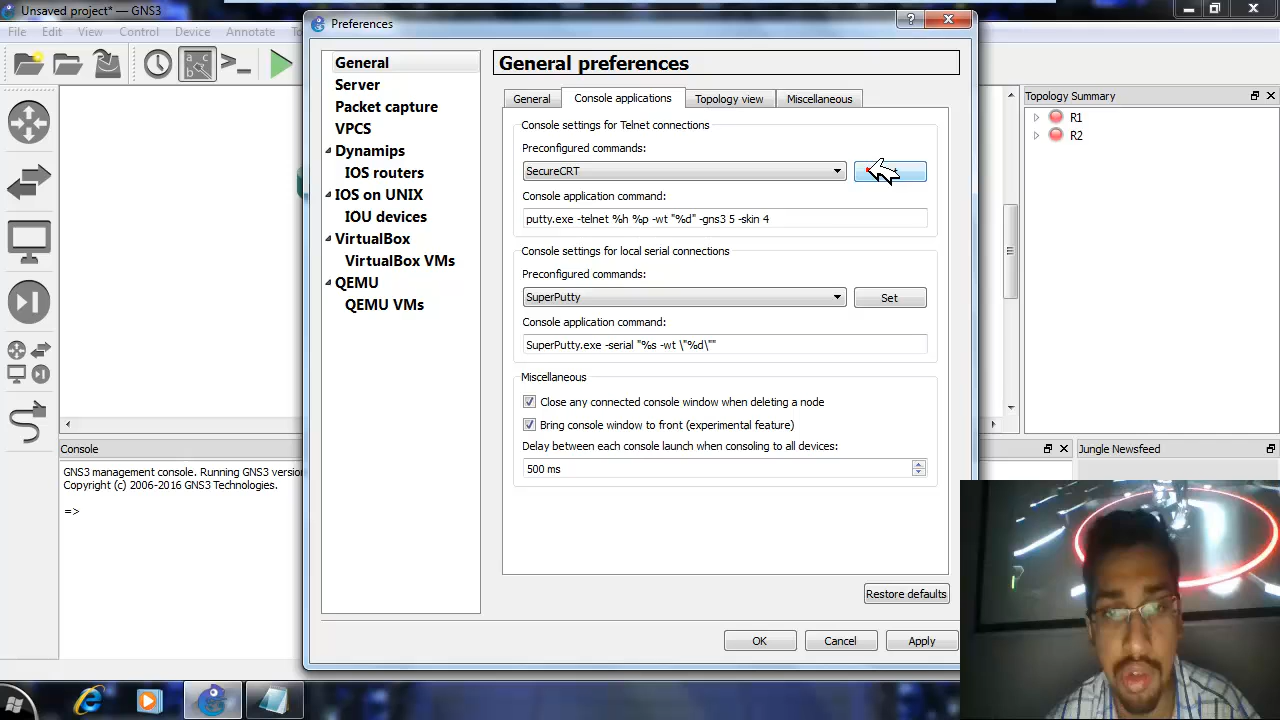 Unsaved project* — GNS3
File Edit View Control Device Annotate
Preferences
?
General
Server
Packet capture
VPCS
Dynamips
IOS routers
IOS on UNIX
IOU devices
VirtualBox
VirtualBox VMs
QEMU
QEMU VMs
General preferences
General Console applications Topology view Miscellaneous
Console settings for Telnet connections
Preconfigured commands:
SecureCRT
Console application command:
putty.exe -telnet %h %p -wt "%d" -gns3 5 -skin 4
Console settings for local serial connections
Preconfigured commands:
SuperPutty Set
Console application command:
SuperPutty.exe -serial "%s -wt \"%d\""
Miscellaneous
Close any connected console window when deleting a node
Bring console window to front (experimental feature)
Delay between each console launch when consoling to all devices:
500 ms
Restore defaults
OK Cancel Apply
Topology Summary
R1
R2
Console
GNS3 management console. Running GNS3 version
Copyright (c) 2006-2016 GNS3 Technologies.
=>
Jungle Newsfeed